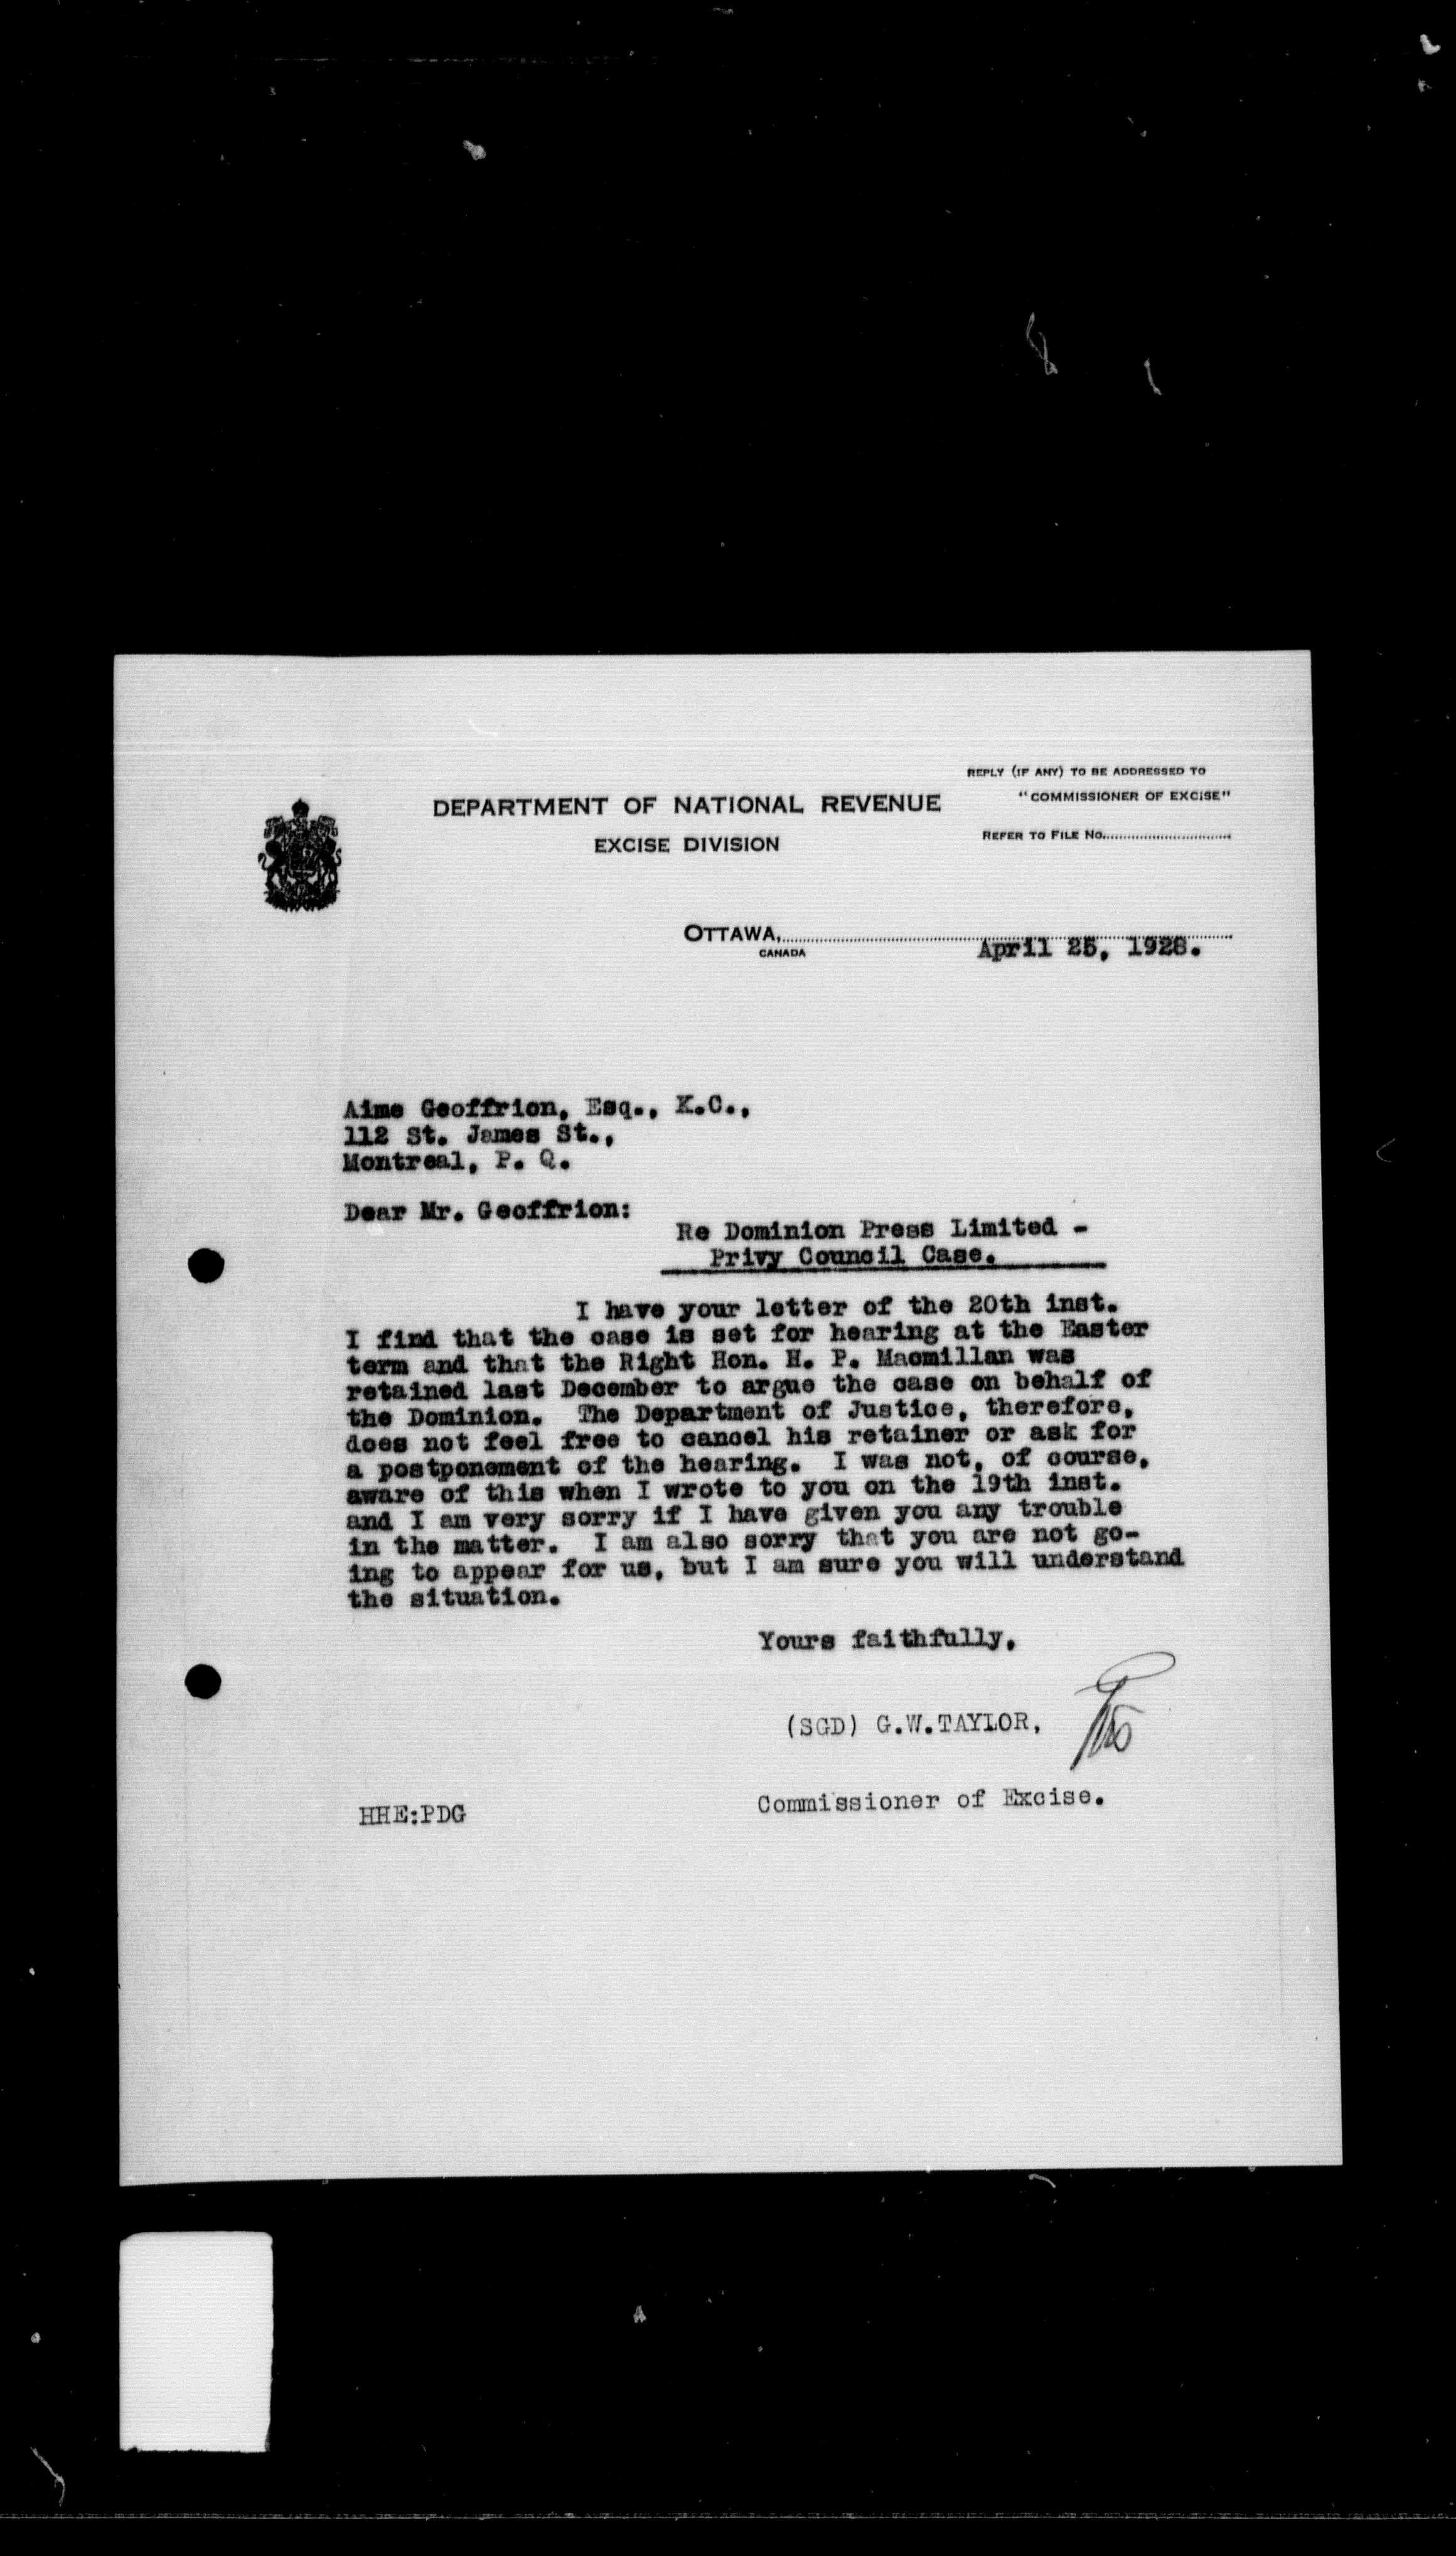 REPLY (IF ANY) TO BE ADDRESSED TO
"COMMISSIONER OF EXCISE"
REFER TO FILE No.
DEPARTMENT OF NATIONAL REVENUE
EXCISE DIVISION
OTTAWA,
CANADA
April 25, 1928.
Aime Geoffrion, Esq., K.C.,
112 St. James St.,
Montreal, P. Q.
Dear Mr. Geoffrion:
Re Dominion Press Limited -
Privy Council Case.
I have your letter of the 20th inst.
I find that the case is set for hearing at the Easter
term and that the Right Hon. H. P. Macmillan was
retained last December to argue the case on behalf of
the Dominion. The Department of Justice, therefore,
does not feel free to cancel his retainer or ask for
a postponement of the hearing. I was not, of course,
aware of this when I wrote to you on the 19th inst.
and I am very sorry if I have given you any trouble
in the matter. I am also sorry that you are not go-
ing to appear for us, but I am sure you will understand
the situation.
Yours faithfully,
(SGD) G.W.TAYLOR,
Commissioner of Excise.
HHE:PDG